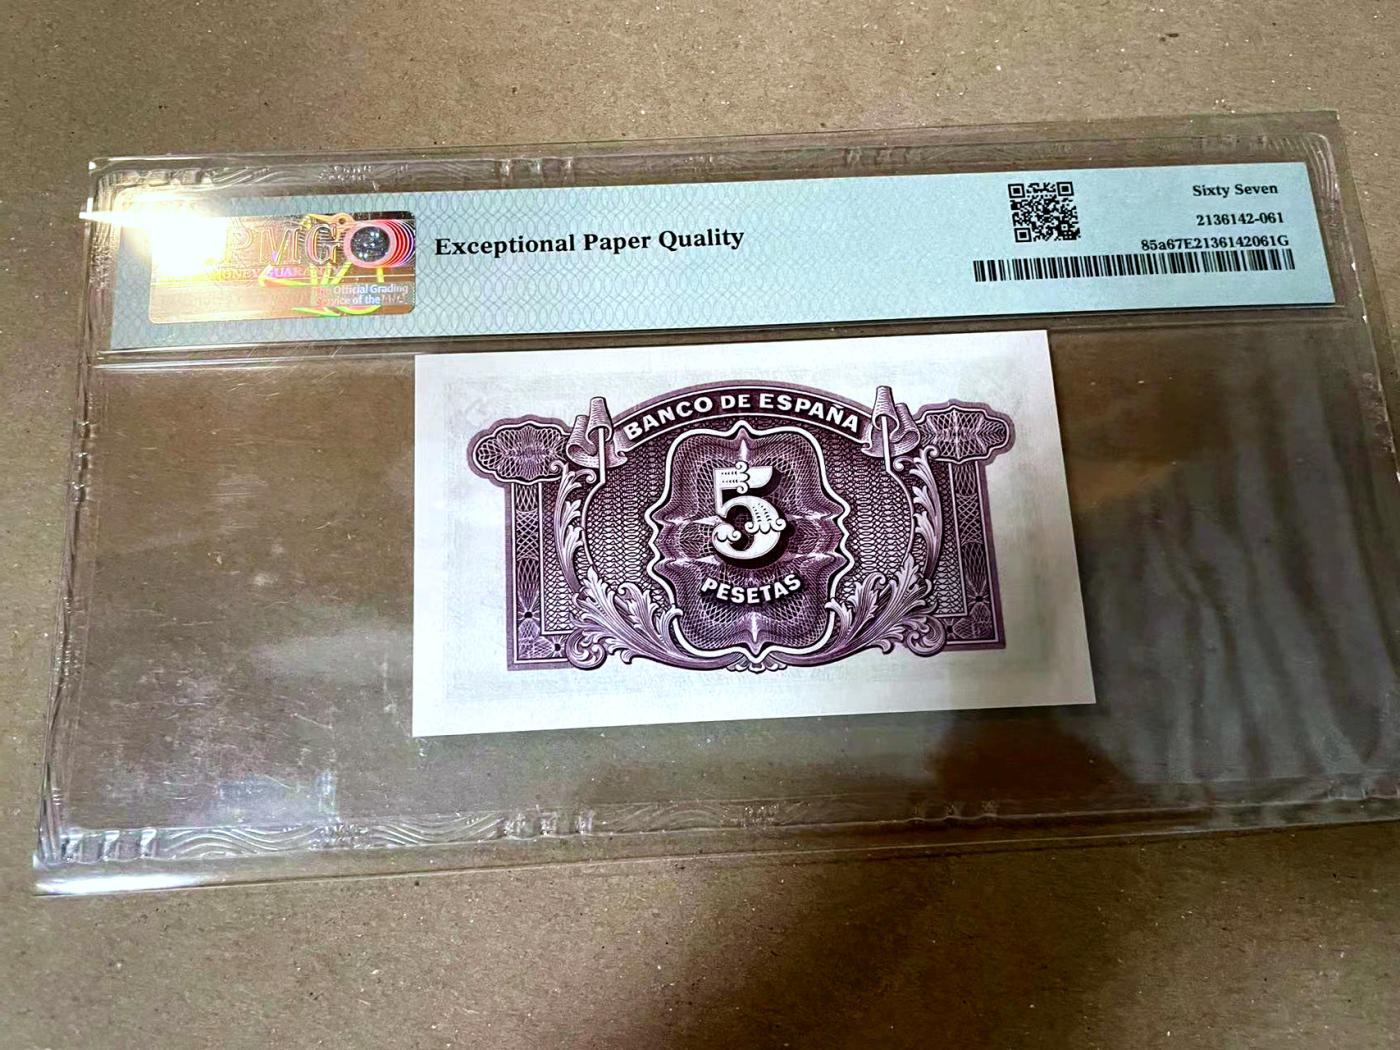 PMG
The Official Grading
Service of the
Exceptional Paper Quality
Sixty Seven
2136142-061
85a67E2136142061G
BANCO DE ESPAÑA
5
PESETAS